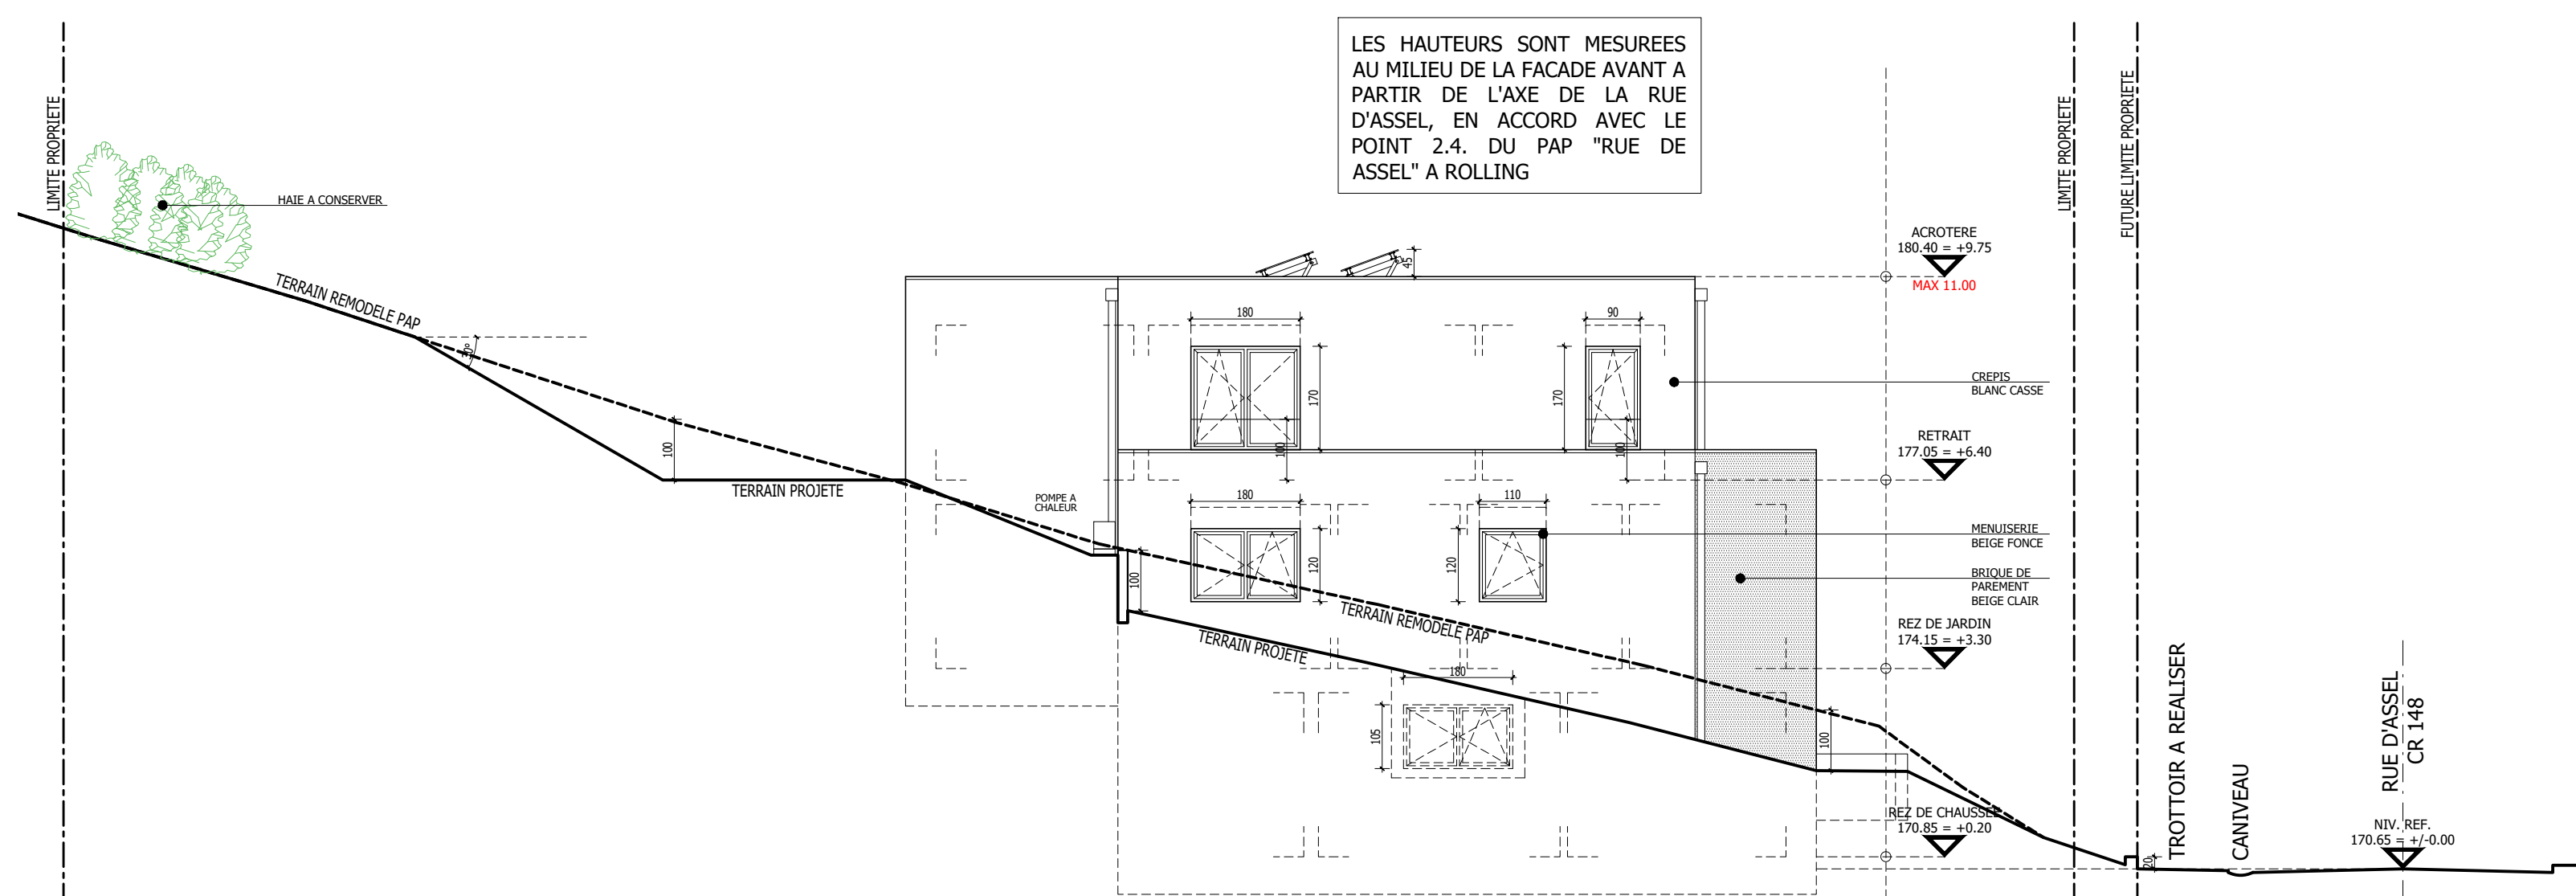 LES HAUTEURS SONT MESUREES
AU MILIEU DE LA FACADE AVANT A
PARTIR DE L'AXE DE LA RUE
D'ASSEL, EN ACCORD AVEC LE
POINT 2.4. DU PAP "RUE DE
ASSEL" A ROLLING
LIMITE PROPRIETE
HAIE A CONSERVER
TERRAIN REMODELE PAP
30°
100
TERRAIN PROJETE
POMPE A
CHALEUR
100
45
180
170
100
90
170
100
180
120
110
120
TERRAIN REMODELE PAP
TERRAIN PROJETE
180
105
100
ACROTERE
180.40 = +9.75
MAX 11.00
CREPIS
BLANC CASSE
RETRAIT
177.05 = +6.40
MENUISERIE
BEIGE FONCE
BRIQUE DE
PAREMENT
BEIGE CLAIR
REZ DE JARDIN
174.15 = +3.30
REZ DE CHAUSSEE
170.85 = +0.20
LIMITE PROPRIETE
FUTURE LIMITE PROPRIETE
20
TROTTOIR A REALISER
CANIVEAU
RUE D'ASSEL
CR 148
NIV. REF.
170.65 = +/-0.00